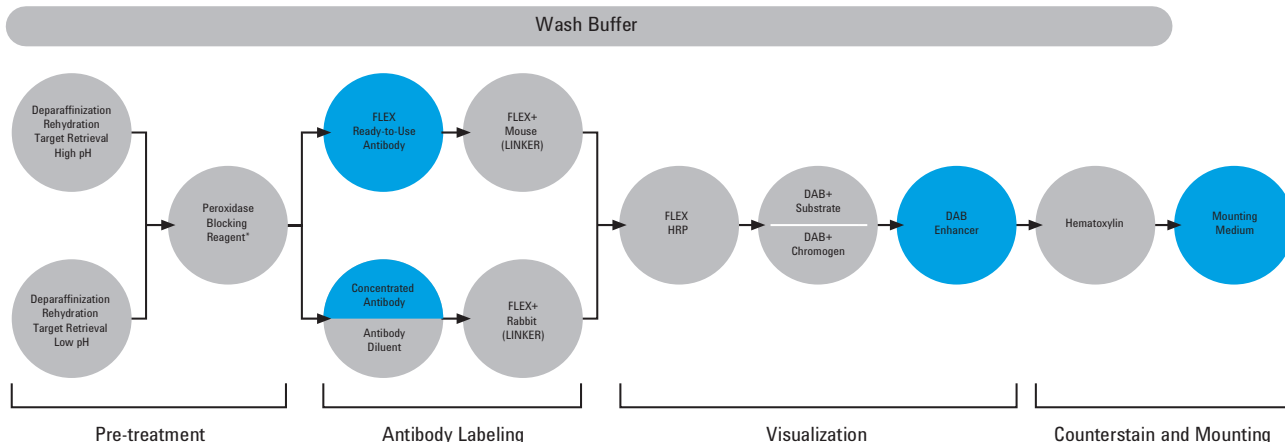 Wash Buffer
Deparaffinization
Rehydration
Target Retrieval
High pH
Deparaffinization
Rehydration
Target Retrieval
Low pH
Peroxidase
Blocking
Reagent*
FLEX
Ready-to-Use
Antibody
FLEX+
Mouse
(LINKER)
Concentrated
Antibody
Antibody
Diluent
FLEX+
Rabbit
(LINKER)
FLEX
HRP
DAB+
Substrate
DAB+
Chromogen
DAB
Enhancer
Hematoxylin
Mounting
Medium
Pre-treatment
Antibody Labeling
Visualization
Counterstain and Mounting